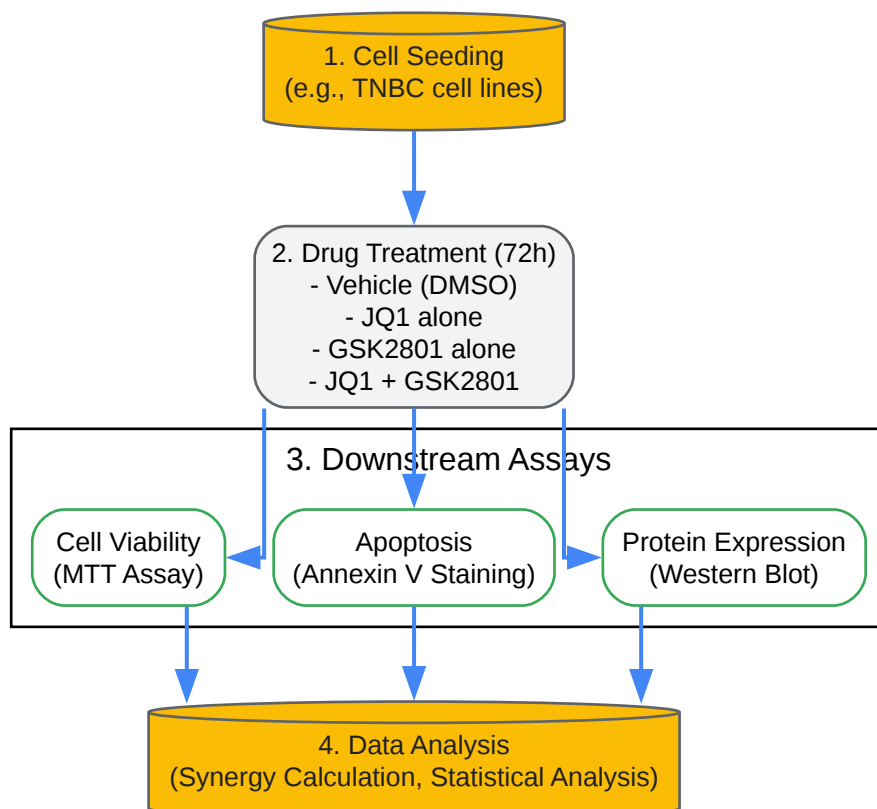 1. Cell Seeding
(e.g., TNBC cell lines)
2. Drug Treatment (72h)
- Vehicle (DMSO)
- JQ1 alone
- GSK2801 alone
- JQ1 + GSK2801
3. Downstream Assays
Cell Viability
(MTT Assay)
Apoptosis
(Annexin V Staining)
Protein Expression
(Western Blot)
4. Data Analysis
(Synergy Calculation, Statistical Analysis)